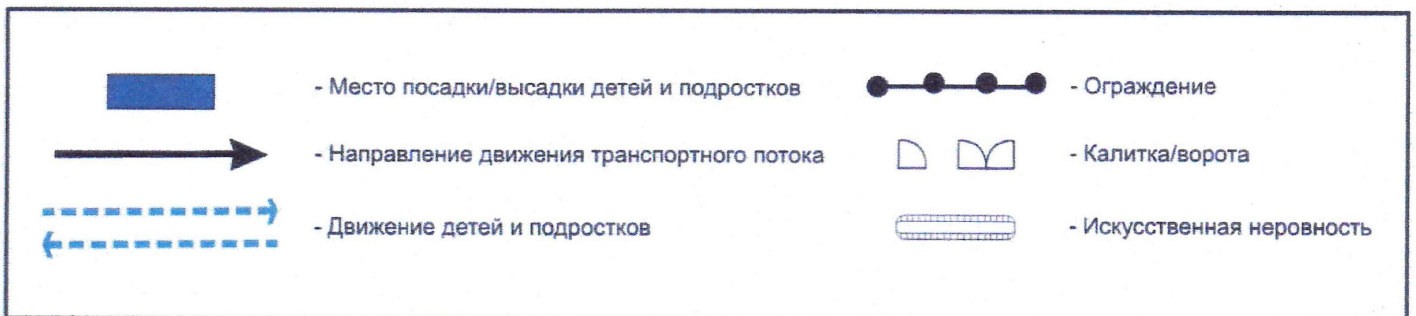 - Место посадки/высадки детей и подростков
- Ограждение
- Направление движения транспортного потока
- Калитка/ворота
- Движение детей и подростков
- Искусственная неровность